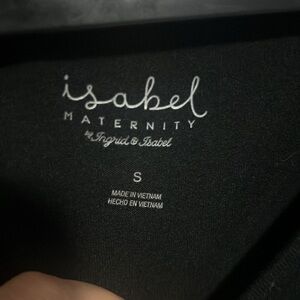 isabel
MATERNITY
by Ingrid & Isabel
S
MADE IN VIETNAM
HECHO EN VIETNAM